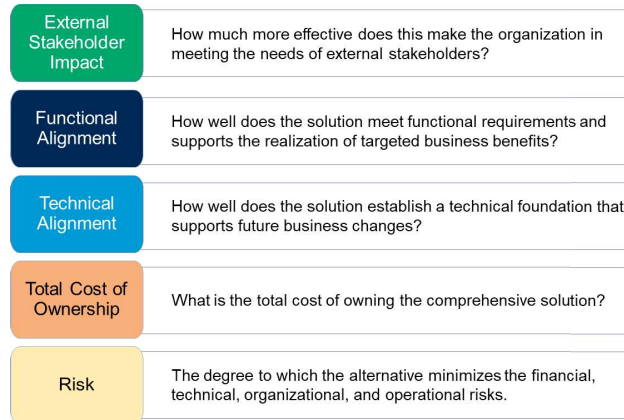 External
Stakeholder
Impact
How much more effective does this make the organization in
meeting the needs of external stakeholders?
Functional
Alignment
How well does the solution meet functional requirements and
supports the realization of targeted business benefits?
Technical
Alignment
How well does the solution establish a technical foundation that
supports future business changes?
Total Cost of
Ownership
What is the total cost of owning the comprehensive solution?
Risk
The degree to which the alternative minimizes the financial,
technical, organizational, and operational risks.